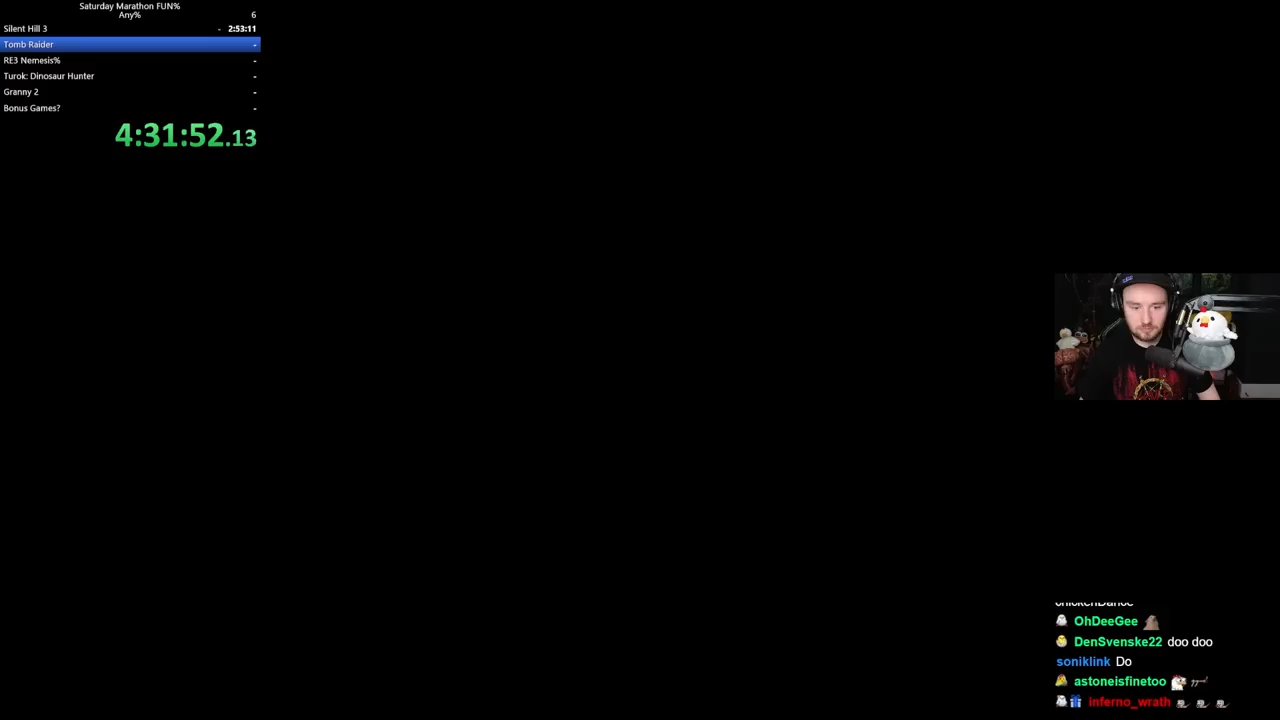 Saturday Marathon FUN%
Any%
6
Silent Hill 3 - 2:53:11
Tomb Raider -
RE3 Nemesis% -
Turok: Dinosaur Hunter -
Granny 2 -
Bonus Games? -
4:31:52.13
OhDeeGee
DenSvenske22 doo doo
soniklink Do
astoneisfinetoo
inferno_wrath